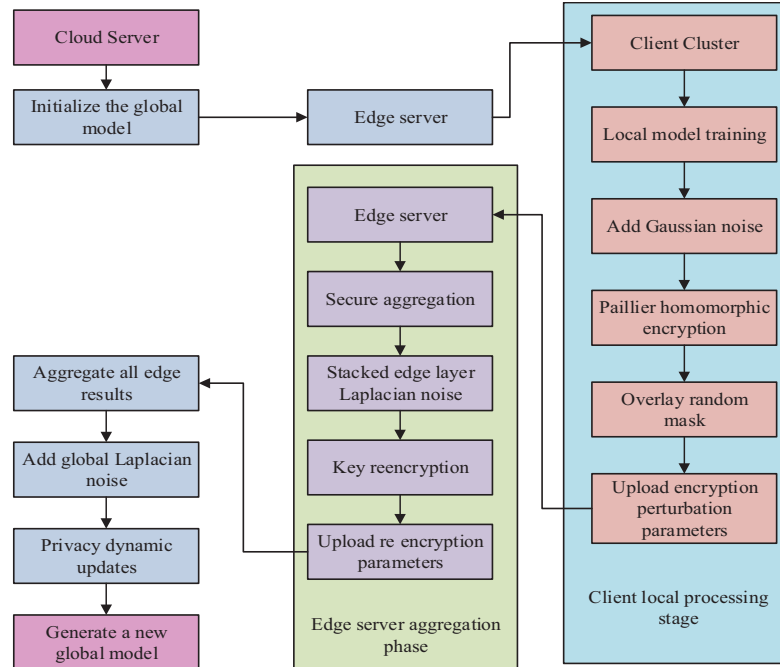 Cloud Server
Initialize the global
model
Edge server
Client Cluster
Local model training
Add Gaussian noise
Paillier homomorphic
encryption
Overlay random
mask
Upload encryption
perturbation
parameters
Client local processing
stage
Edge server
Secure aggregation
Stacked edge layer
Laplacian noise
Key reencryption
Upload re encryption
parameters
Edge server aggregation
phase
Aggregate all edge
results
Add global Laplacian
noise
Privacy dynamic
updates
Generate a new
global model